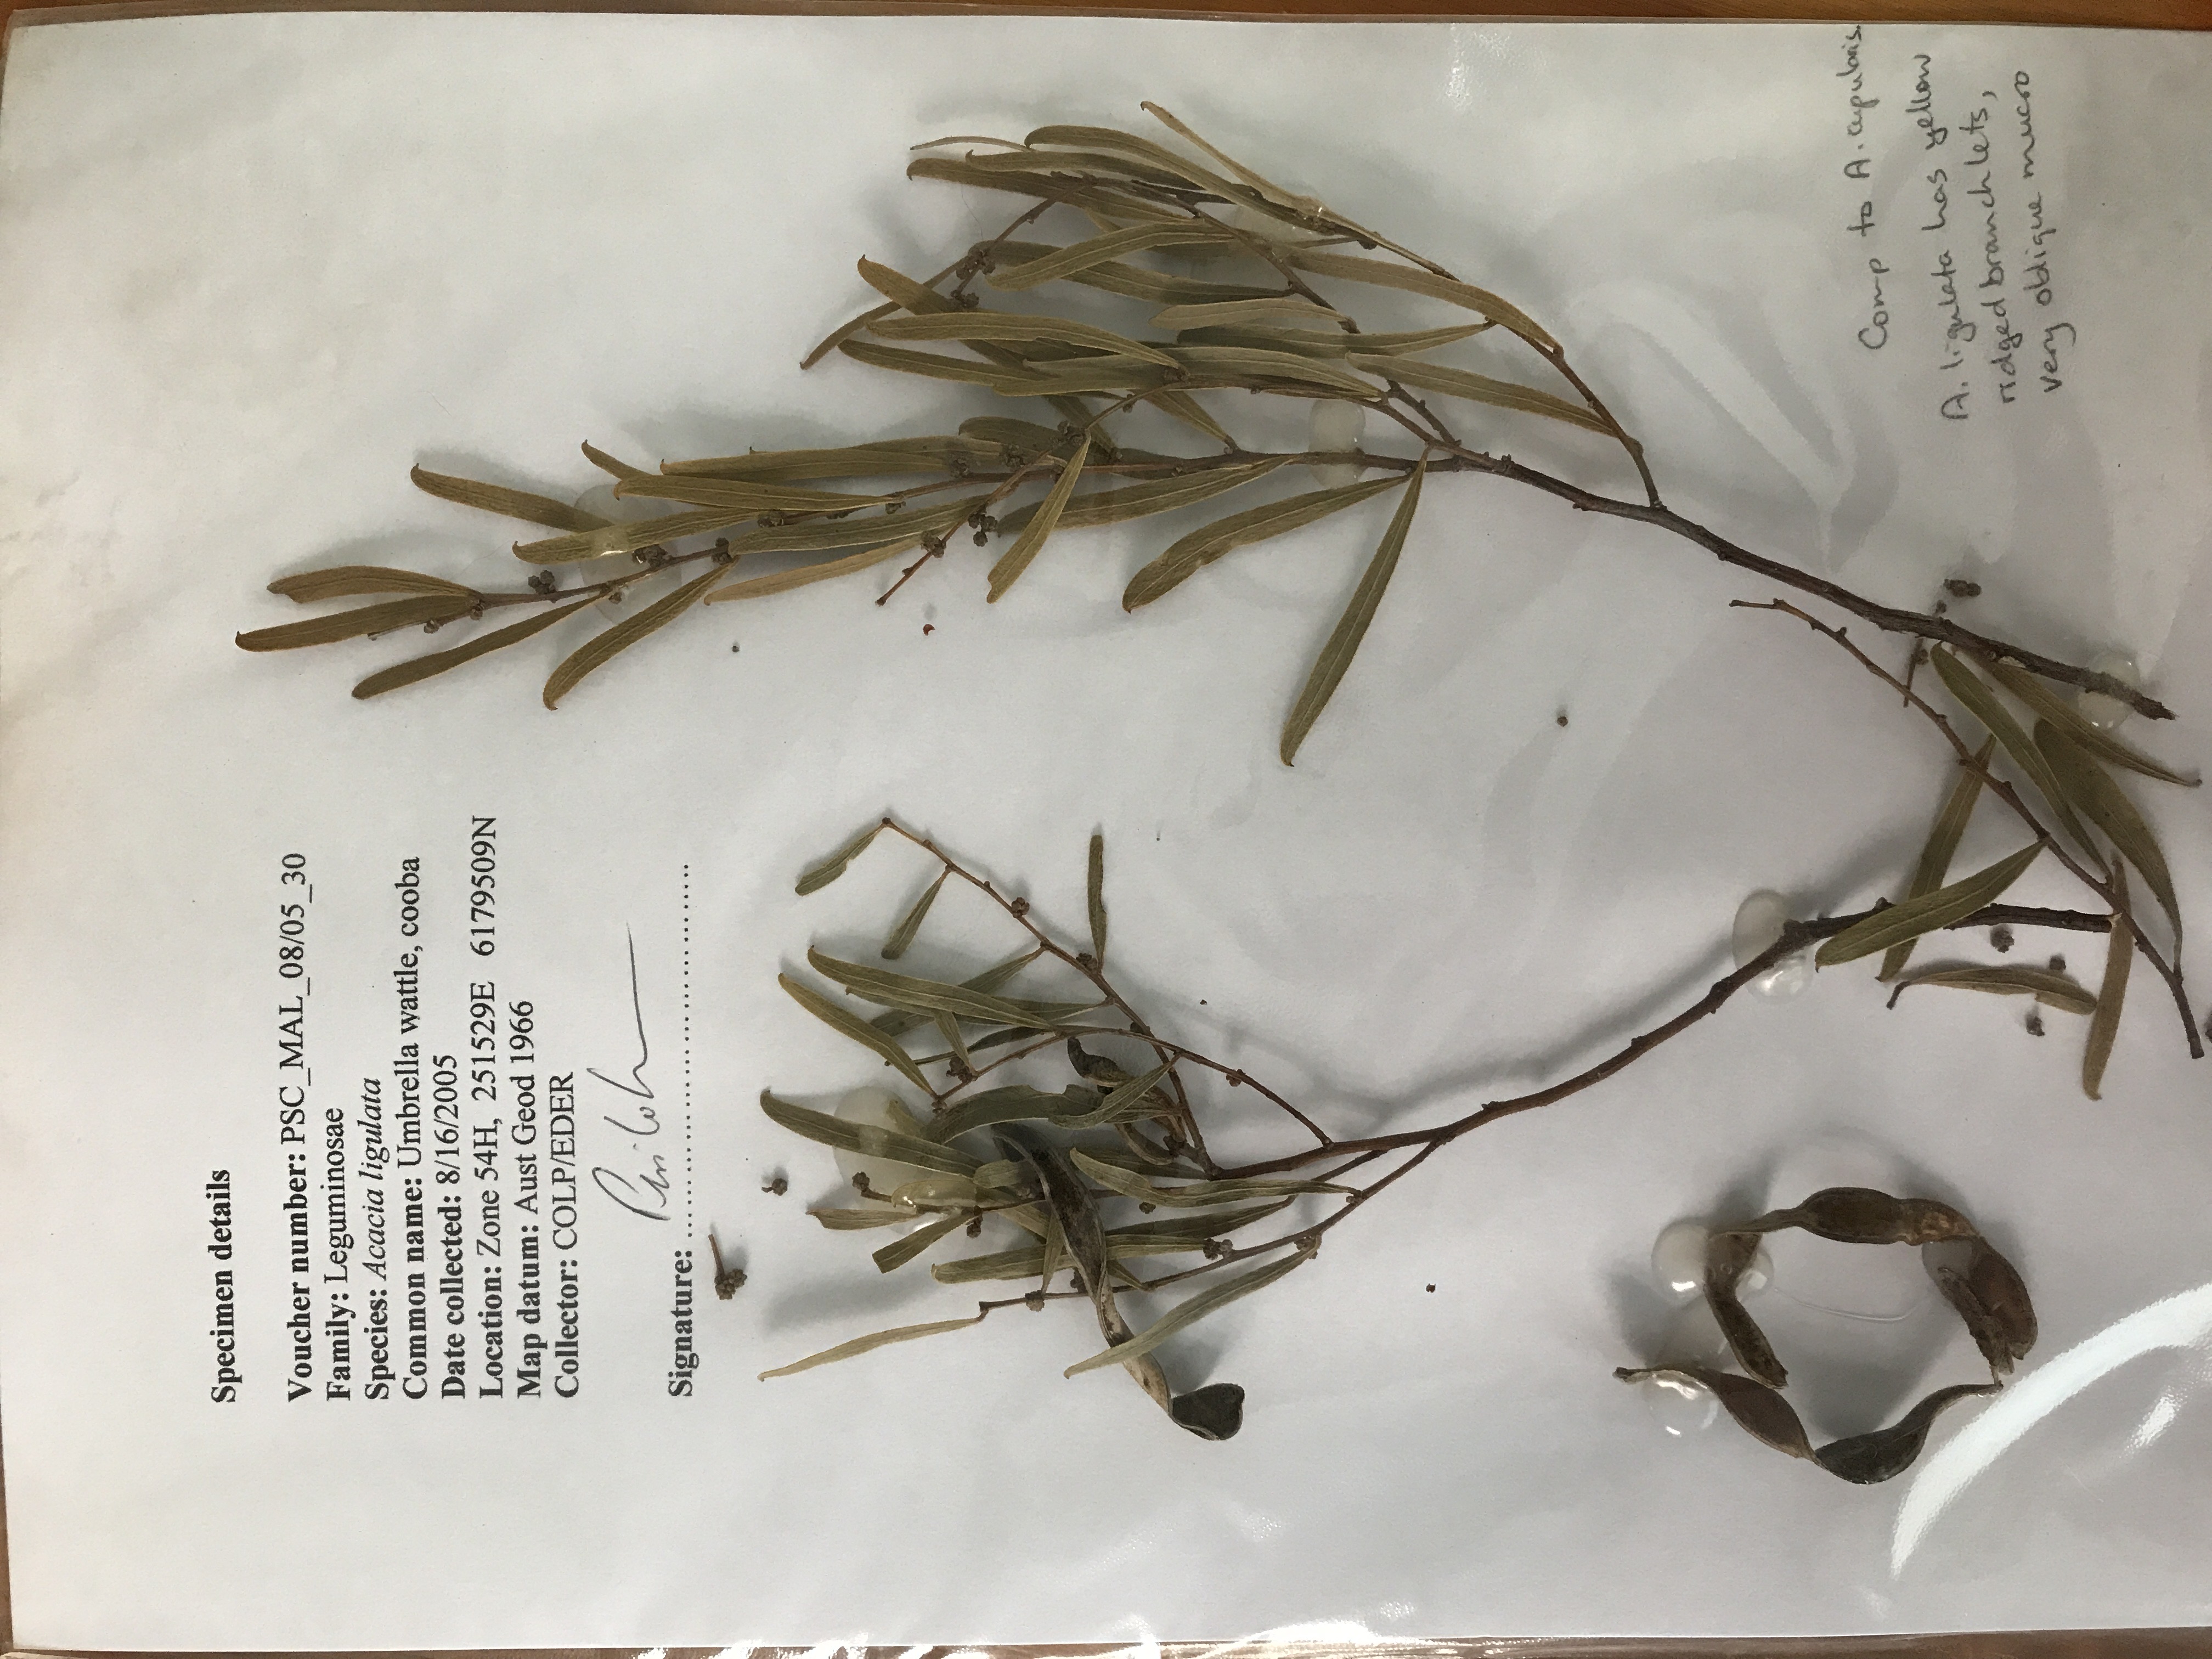 Specimen details
Voucher number: PSC_MAL_08/05_30
Family: Leguminosae
Species: Acacia ligulata
Common name: Umbrella wattle, cooba
Date collected: 8/16/2005
Location: Zone 54H, 251529E 6179509N
Map datum: Aust Geod 1966
Collector: COLP/EDER
Signature: ........................................
Comp to A.
A. ligulata has yellow
ridged branchlets,
very oblique mucro